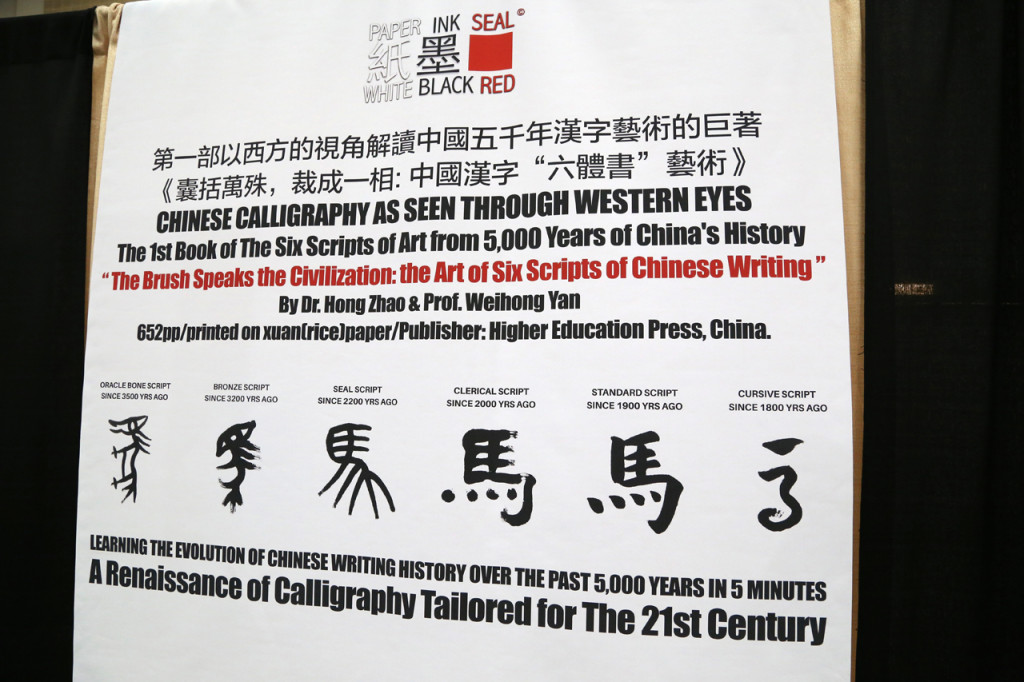 PAPER INK SEAL©
紙 墨
WHITE BLACK RED
第一部以西方的視角解讀中國五千年漢字藝術的巨著
《囊括萬殊，裁成一相: 中國漢字“六體書”藝術》
CHINESE CALLIGRAPHY AS SEEN THROUGH WESTERN EYES
The 1st Book of The Six Scripts of Art from 5,000 Years of China's History
“ The Brush Speaks the Civilization: the Art of Six Scripts of Chinese Writing ”
By Dr. Hong Zhao & Prof. Weihong Yan
652pp/printed on xuan(rice)paper/Publisher: Higher Education Press, China.
ORACLE BONE SCRIPT BRONZE SCRIPT SEAL SCRIPT CLERICAL SCRIPT STANDARD SCRIPT CURSIVE SCRIPT
SINCE 3500 YRS AGO SINCE 3200 YRS AGO SINCE 2200 YRS AGO SINCE 2000 YRS AGO SINCE 1900 YRS AGO SINCE 1800 YRS AGO
馬 馬 馬 馬 馬 馬
LEARNING THE EVOLUTION OF CHINESE WRITING HISTORY OVER THE PAST 5,000 YEARS IN 5 MINUTES
A Renaissance of Calligraphy Tailored for The 21st Century